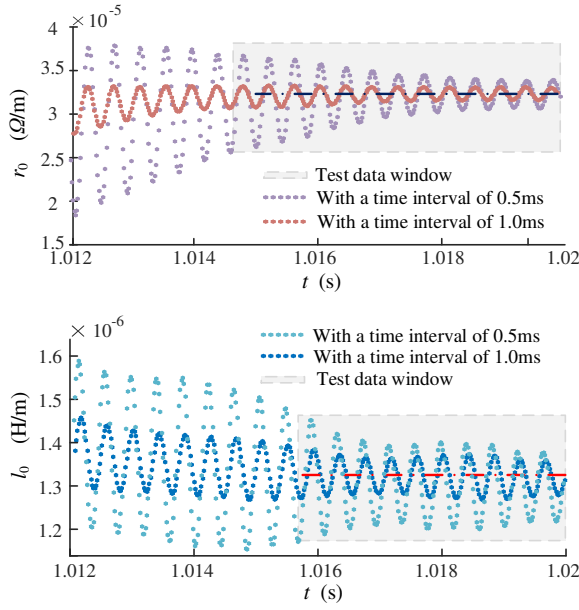 × 10⁻⁵
4
3.5
3
2.5
2
1.5
r₀ (Ω/m)
Test data window
With a time interval of 0.5ms
With a time interval of 1.0ms
1.012 1.014 1.016 1.018 1.02
t (s)
× 10⁻⁶
1.6
1.5
1.4
1.3
1.2
l₀ (H/m)
With a time interval of 0.5ms
With a time interval of 1.0ms
Test data window
1.012 1.014 1.016 1.018 1.02
t (s)